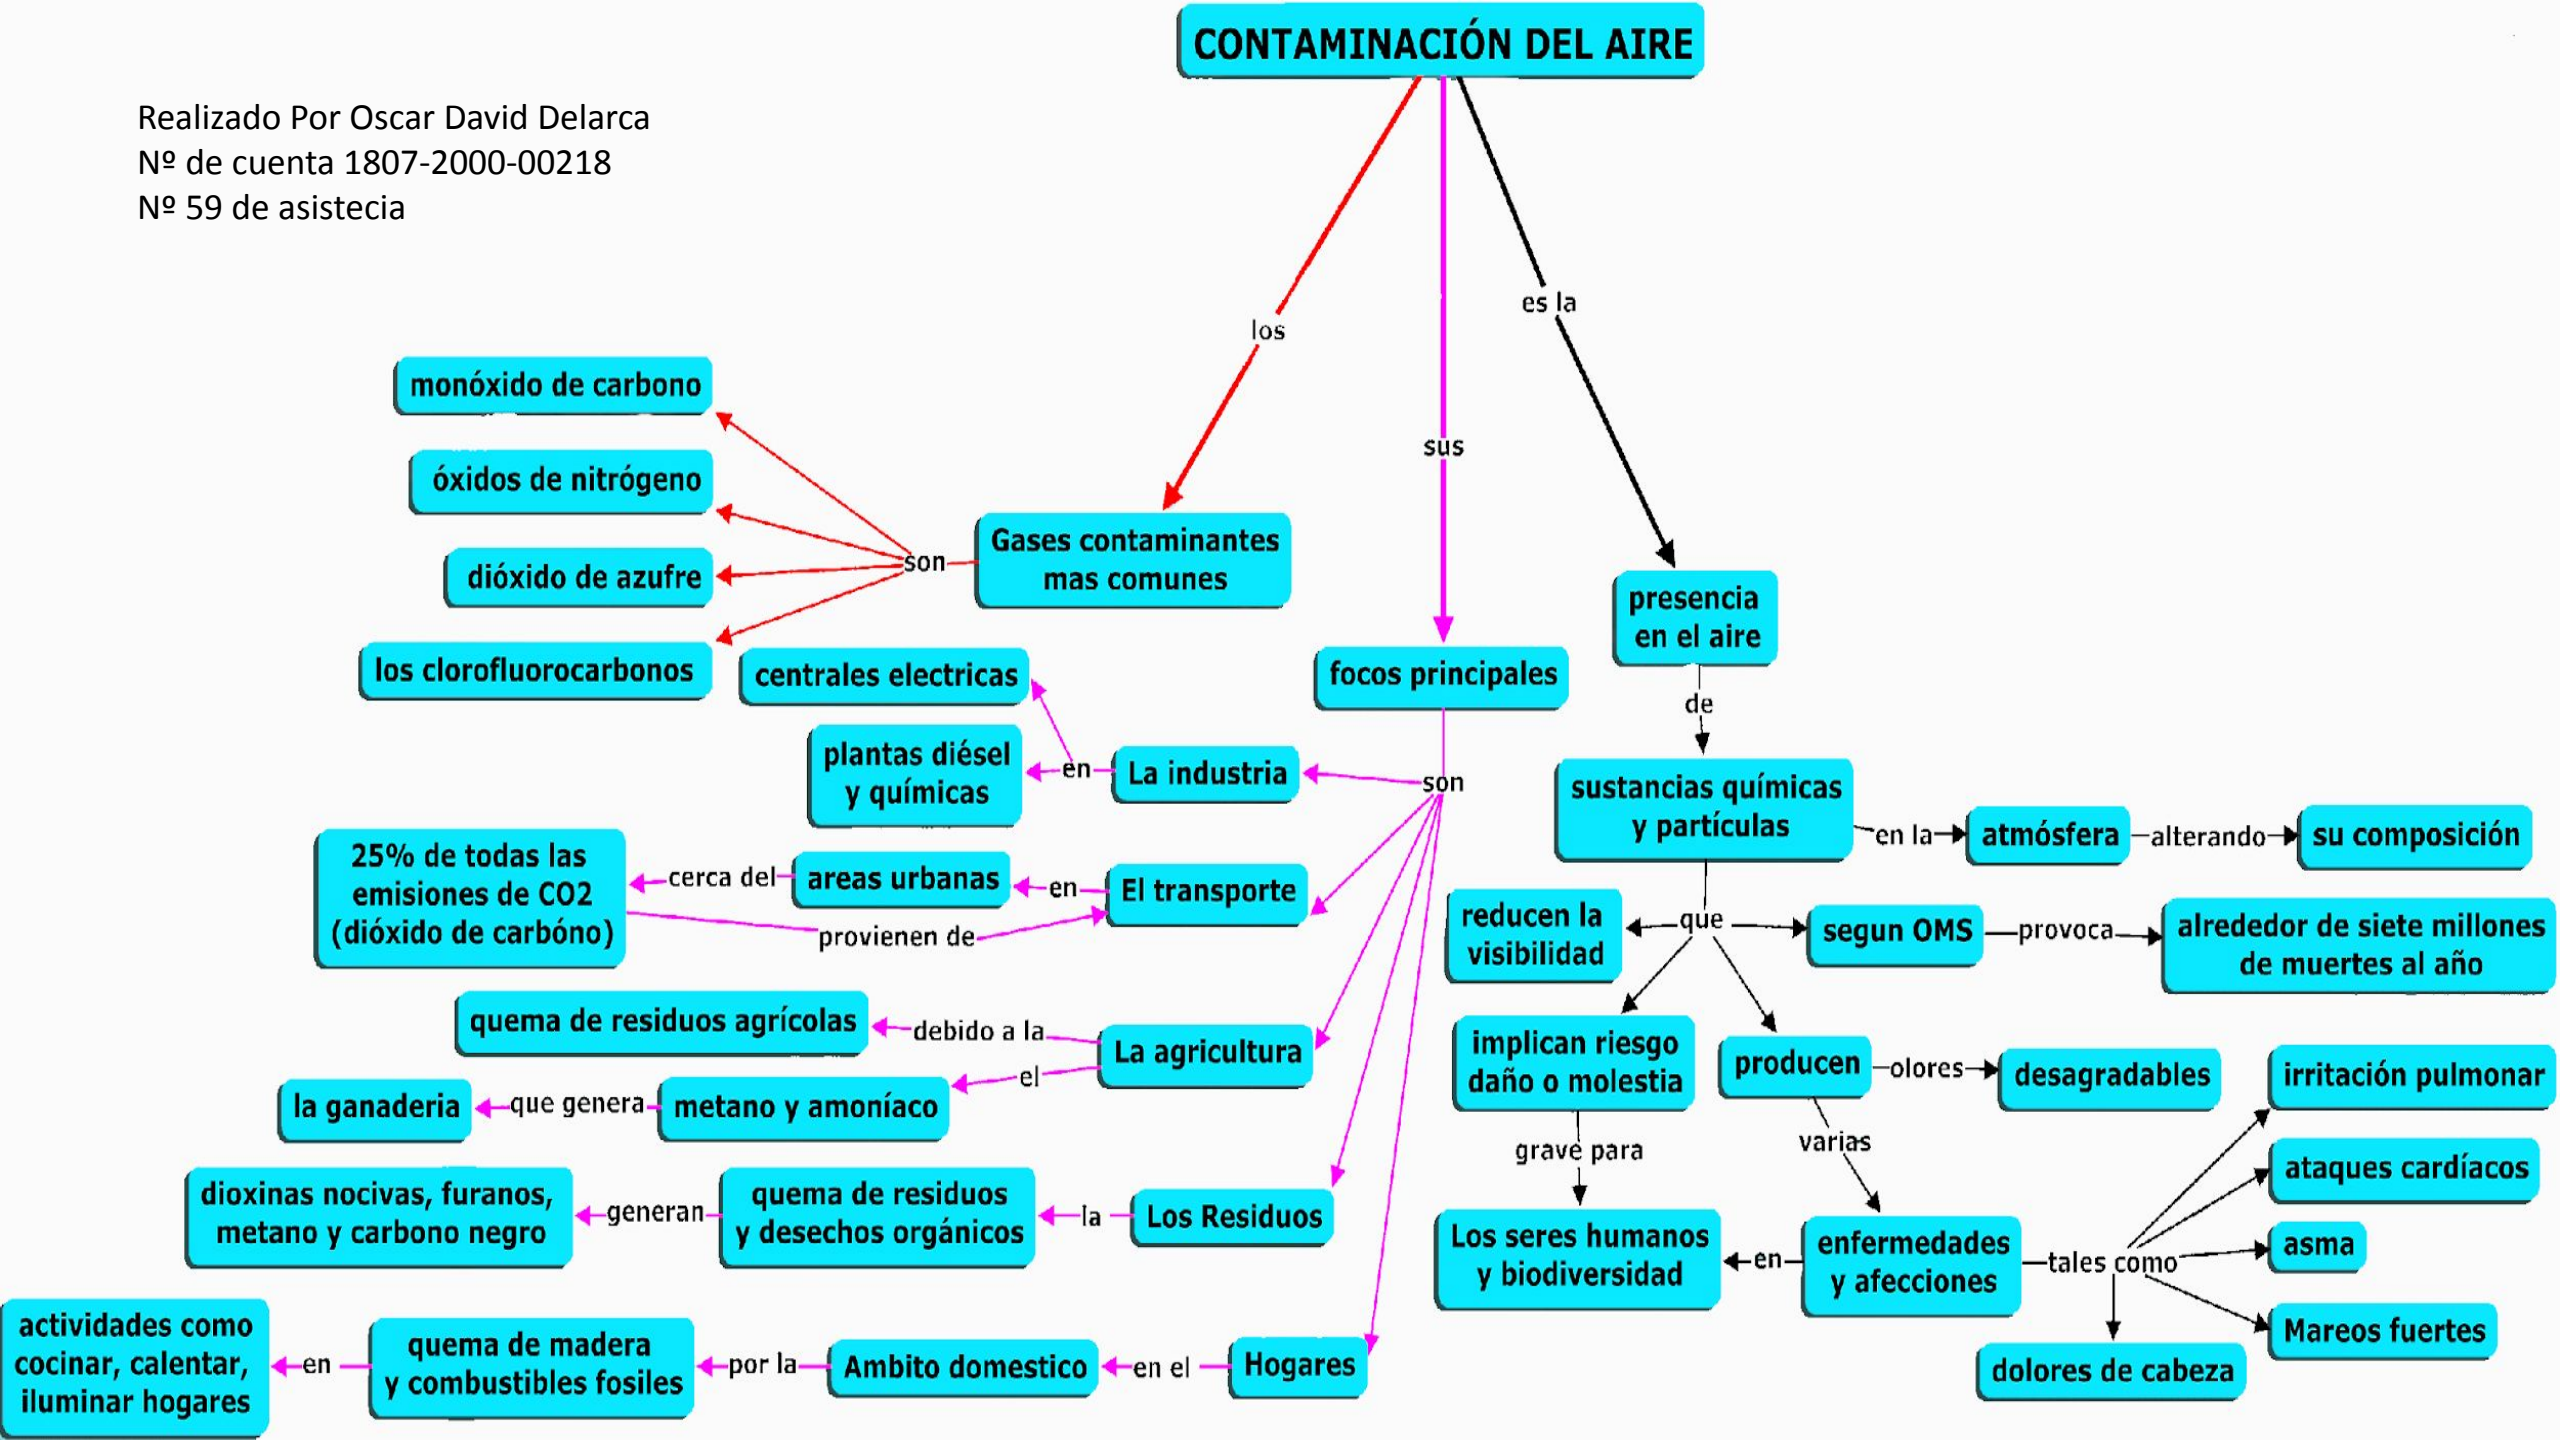 CONTAMINACIÓN DEL AIRE
Realizado Por Oscar David Delarca
Nº de cuenta 1807-2000-00218
Nº 59 de asistecia
los
sus
es la
Gases contaminantes
mas comunes
son
monóxido de carbono
óxidos de nitrógeno
dióxido de azufre
los clorofluorocarbonos
focos principales
son
La industria
en
centrales electricas
plantas diésel
y químicas
El transporte
en
areas urbanas
cerca del
25% de todas las
emisiones de CO2
(dióxido de carbóno)
provienen de
La agricultura
debido a la
quema de residuos agrícolas
el
metano y amoníaco
que genera
la ganaderia
Los Residuos
la
quema de residuos
y desechos orgánicos
generan
dioxinas nocivas, furanos,
metano y carbono negro
Hogares
en el
Ambito domestico
por la
quema de madera
y combustibles fosiles
en
actividades como
cocinar, calentar,
iluminar hogares
presencia
en el aire
de
sustancias químicas
y partículas
en la
atmósfera
alterando
su composición
que
reducen la
visibilidad
segun OMS
provoca
alrededor de siete millones
de muertes al año
implican riesgo
daño o molestia
grave para
Los seres humanos
y biodiversidad
producen
olores
desagradables
varias
enfermedades
y afecciones
en
tales como
irritación pulmonar
ataques cardíacos
asma
Mareos fuertes
dolores de cabeza